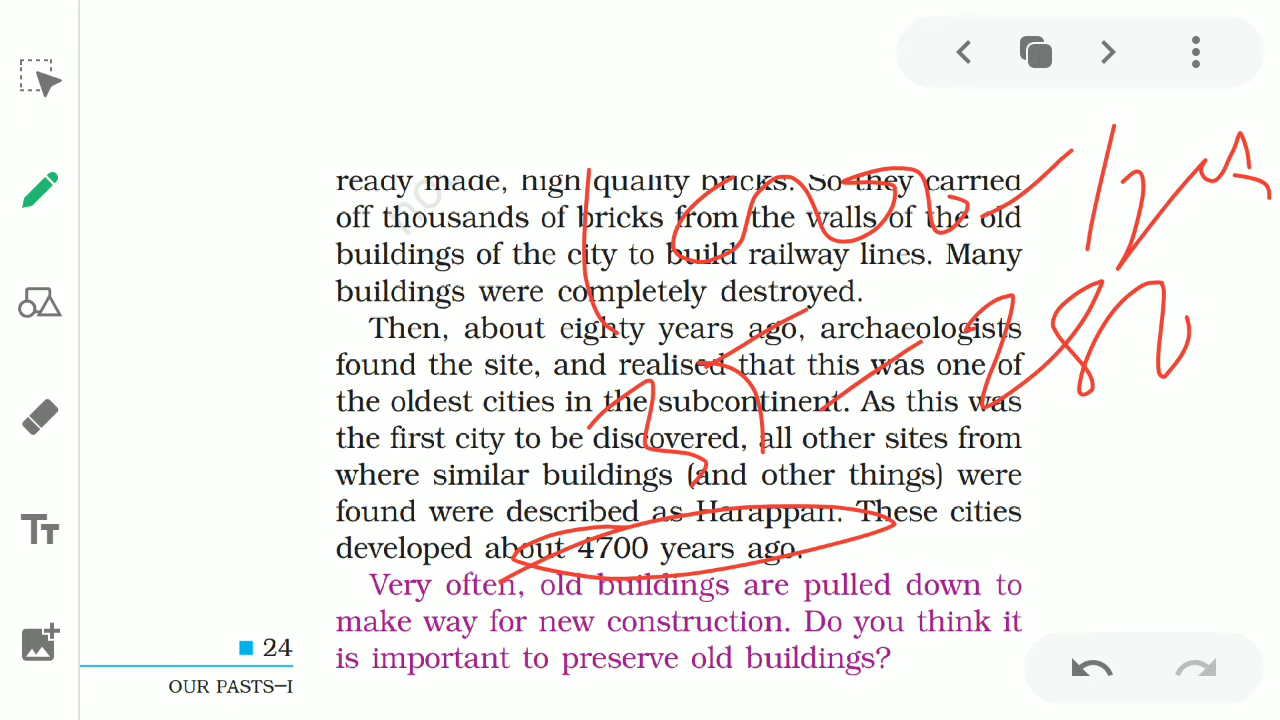 ready made, high quality bricks. So they carried
off thousands of bricks from the walls of the old
buildings of the city to build railway lines. Many
buildings were completely destroyed.
Then, about eighty years ago, archaeologists
found the site, and realised that this was one of
the oldest cities in the subcontinent. As this was
the first city to be discovered, all other sites from
where similar buildings (and other things) were
found were described as Harappan. These cities
developed about 4700 years ago.
Very often, old buildings are pulled down to
make way for new construction. Do you think it
is important to preserve old buildings?
24
OUR PASTS–I